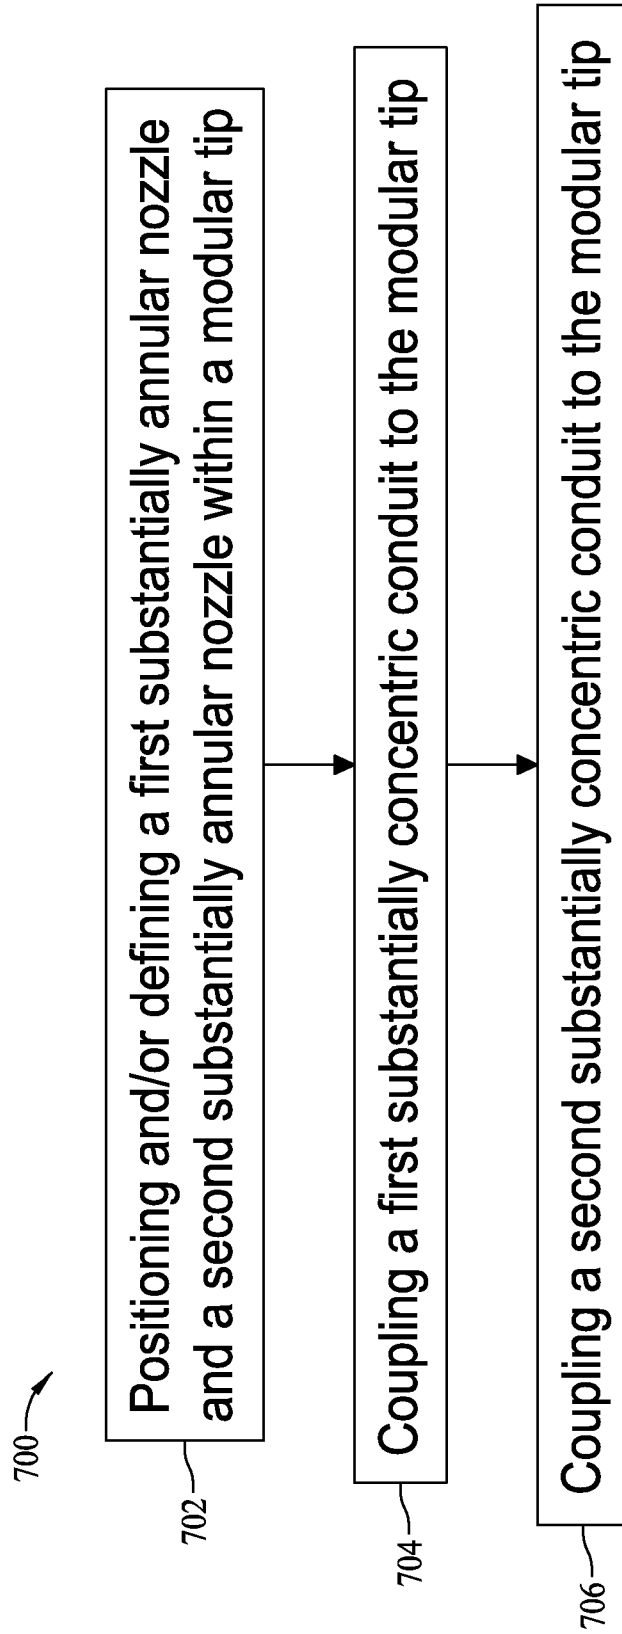 700
702
Positioning and/or defining a first substantially annular nozzle
and a second substantially annular nozzle within a modular tip
704
Coupling a first substantially concentric conduit to the modular tip
706
Coupling a second substantially concentric conduit to the modular tip